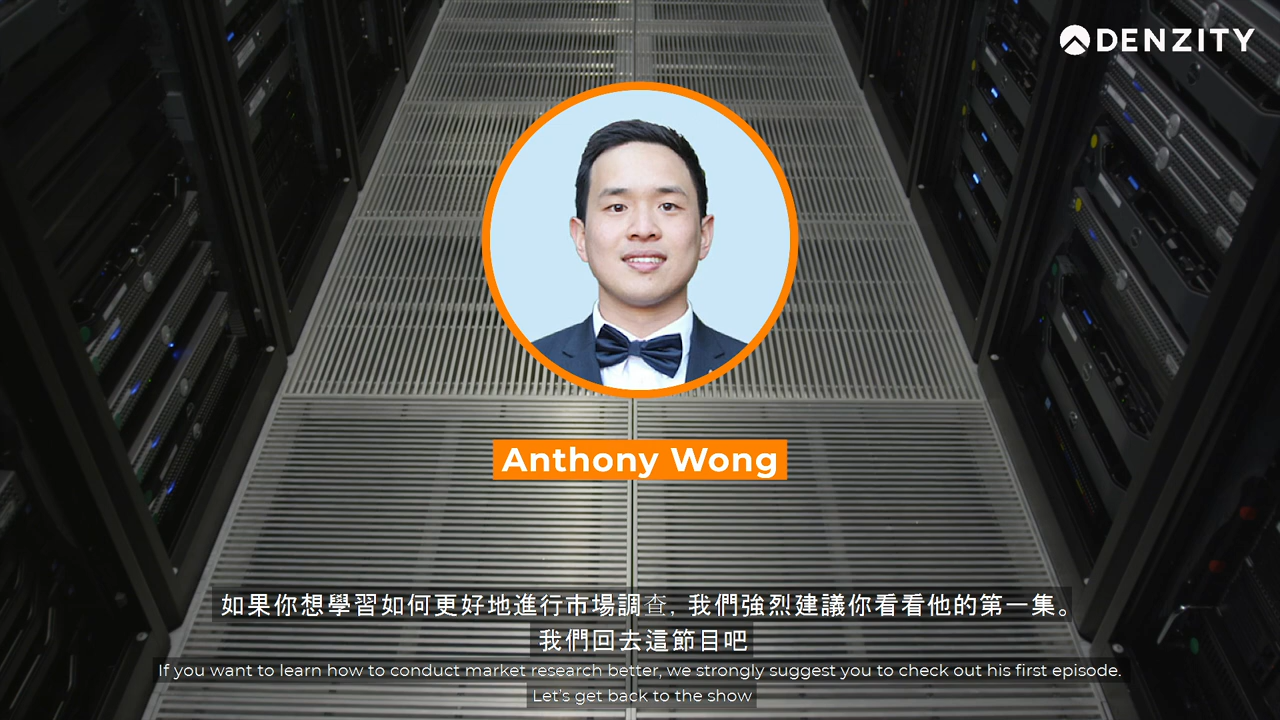 DENZITY
Anthony Wong
如果你想學習如何更好地進行市場調查, 我們強烈建議你看看他的第一集。
我們回去這節目吧
If you want to learn how to conduct market research better, we strongly suggest you to check out his first episode.
Let's get back to the show